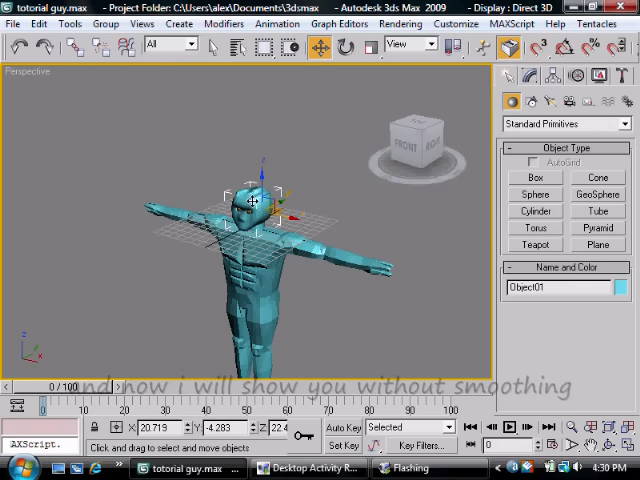 totorial guy.max - Project Folder: C:\Users\alex\Documents\3dsmax - Autodesk 3ds Max 2009 - Display : Direct 3D
File Edit Tools Group Views Create Modifiers Animation Graph Editors Rendering Customize MAXScript Help Tentacles
All View
Perspective
FRONT
Standard Primitives
- Object Type
AutoGrid
Box Cone
Sphere GeoSphere
Cylinder Tube
Torus Pyramid
Teapot Plane
- Name and Color
Object01
z
x
0 / 100
and now i will show you without smoothing
0 10 20 30 40 50 60 70 80 90 100
X: 20.719 Y: -4.283 Z: 22.4
Auto Key Selected
AXScript.
Click and drag to select and move objects
Set Key Key Filters...
0
totorial guy.max ...
Desktop Activity R...
Flashing
4:30 PM